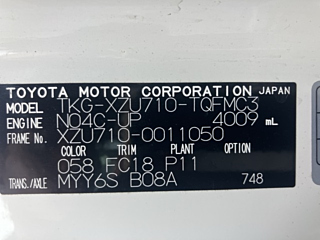 TOYOTA MOTOR CORPORATION JAPAN
MODEL TKG-XZU710-TQFMC3
ENGINE N04C-UP 4009 mL
FRAME No. XZU710-0011050
COLOR TRIM PLANT OPTION
058 FC18 P11
TRANS./AXLE MYY6S B08A 748